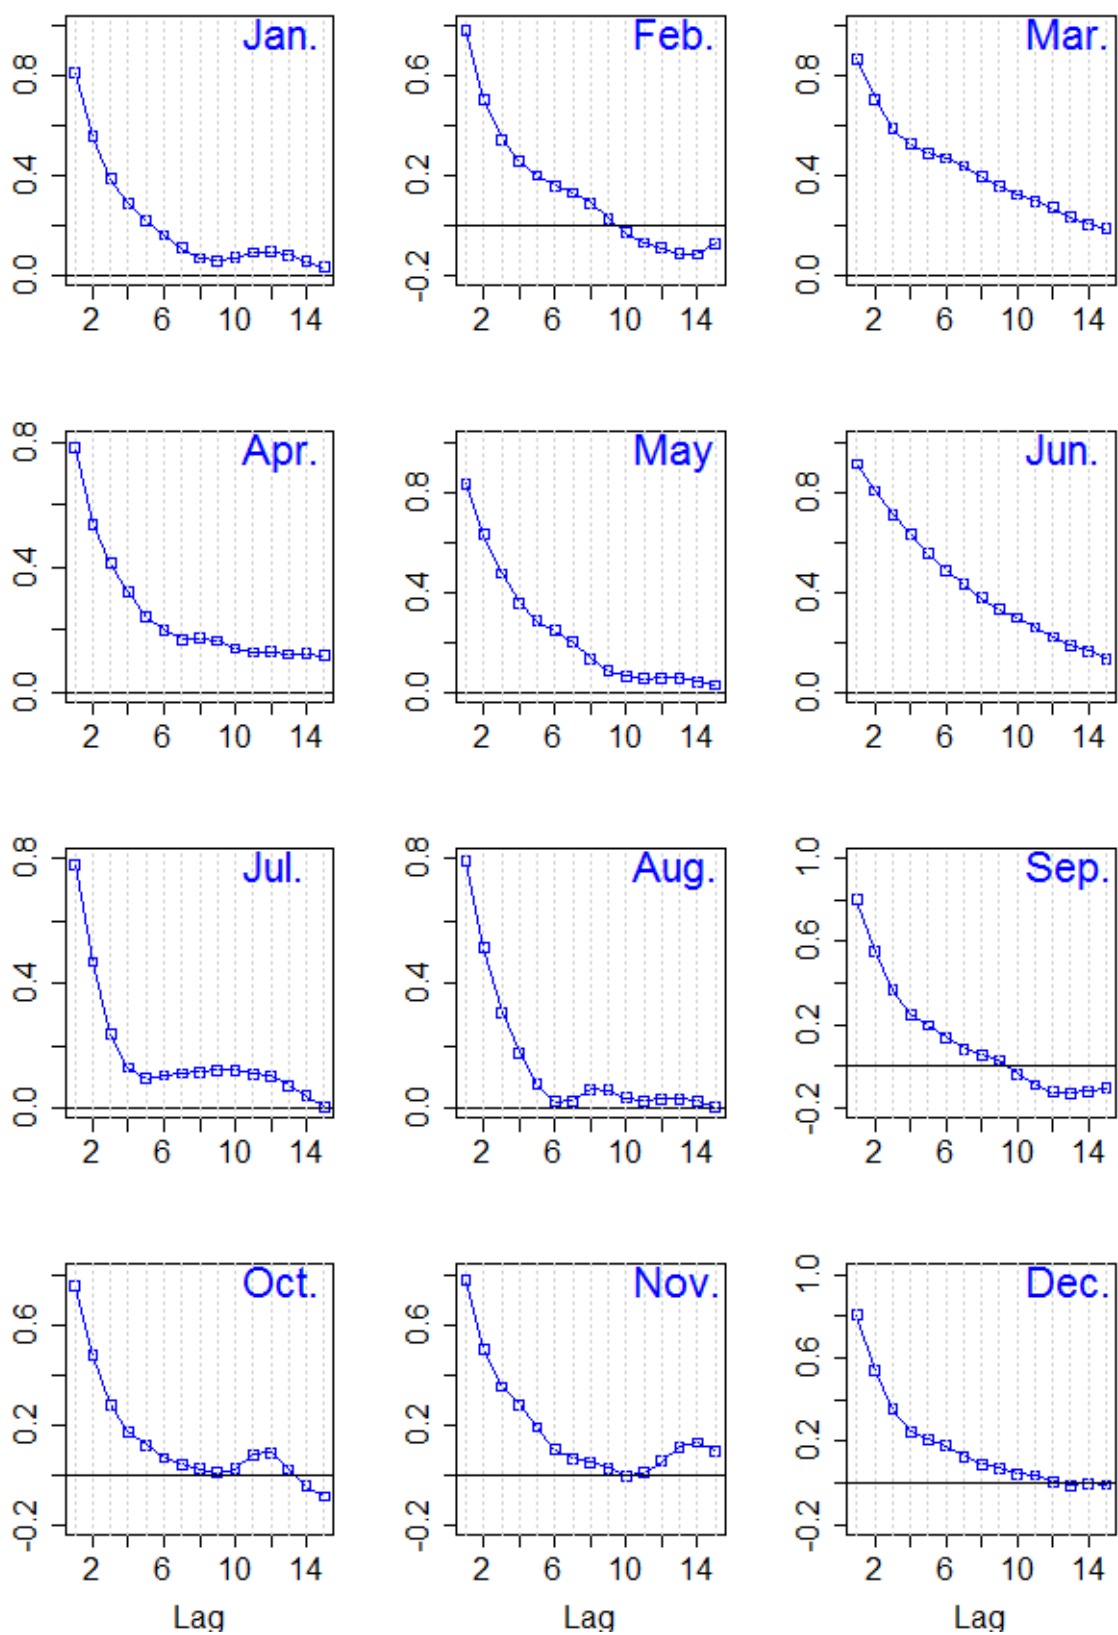 Jan. Feb. Mar.
0.8 0.6 0.8
0.4 0.2 0.4
0.0 -0.2 0.0
2 6 10 14 2 6 10 14 2 6 10 14
Apr. May Jun.
0.8 0.8 0.8
0.4 0.4 0.4
0.0 0.0 0.0
2 6 10 14 2 6 10 14 2 6 10 14
Jul. Aug. Sep.
0.8 0.8 1.0
0.4 0.4 0.6
0.2
0.0 0.0 -0.2
2 6 10 14 2 6 10 14 2 6 10 14
Oct. Nov. Dec.
1.0
0.6 0.6 0.6
0.2 0.2 0.2
-0.2 -0.2 -0.2
2 6 10 14 2 6 10 14 2 6 10 14
Lag Lag Lag